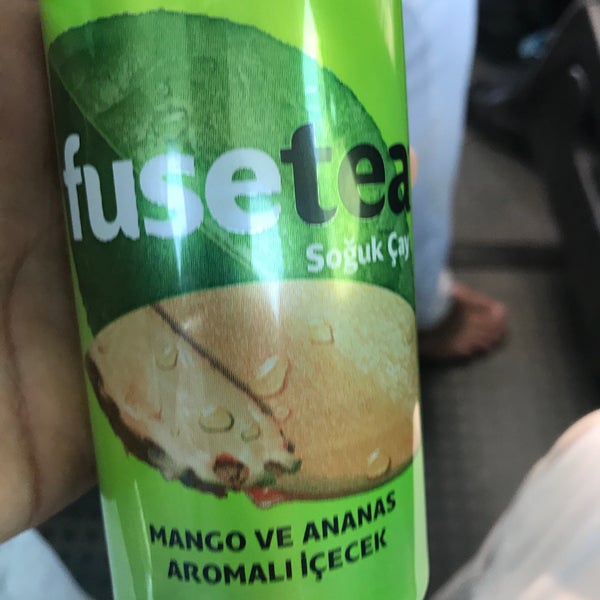 fusetea
Soğuk Çay
MANGO VE ANANAS
AROMALI İÇECEK